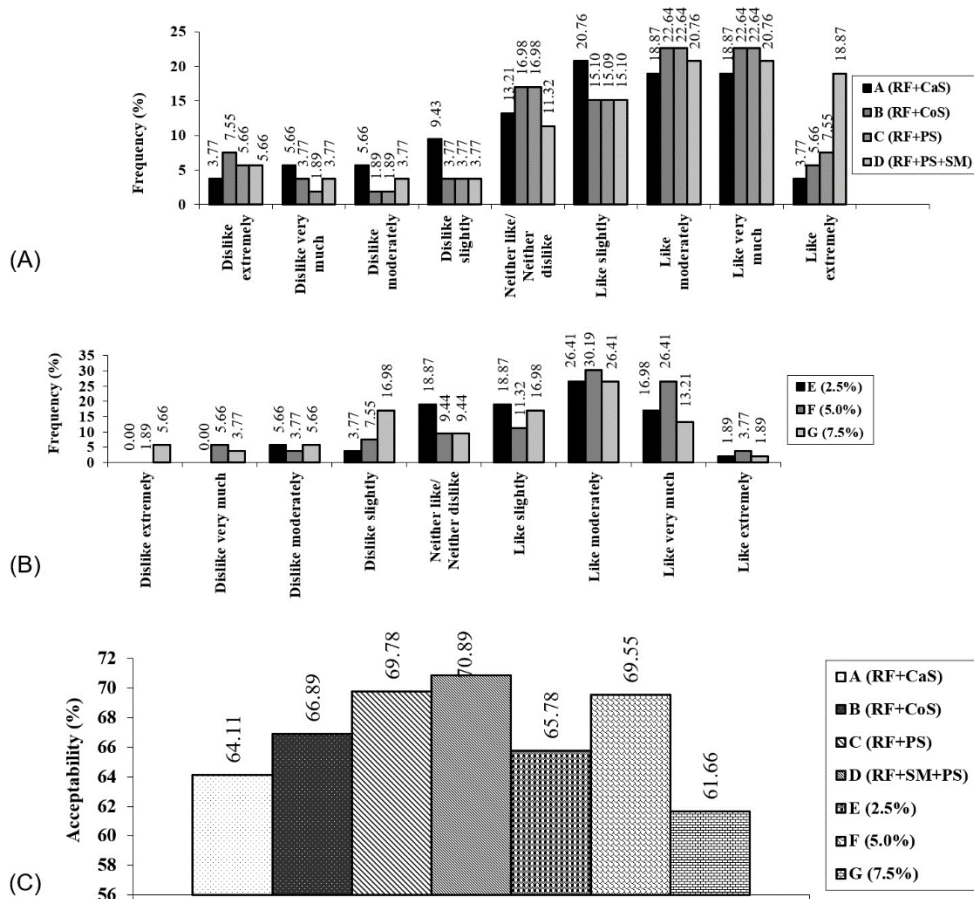 (A)
Frequency (%)
25
20
15
10
5
0
3.77
7.55
5.66
5.66
5.66
3.77
1.89
3.77
5.66
1.89
1.89
3.77
9.43
3.77
3.77
3.77
13.21
16.98
16.98
11.32
20.76
15.10
15.09
15.10
18.87
22.64
22.64
20.76
18.87
22.64
22.64
20.76
3.77
5.66
7.55
18.87
Dislike
extremely
Dislike very
much
Dislike
moderately
Dislike
slightly
Neither like/
Neither
dislike
Like slightly
Like
moderately
Like very
much
Like
extremely
A (RF+CaS)
B (RF+CoS)
C (RF+PS)
D (RF+PS+SM)
(B)
Frequency (%)
35
30
25
20
15
10
5
0
0.00
1.89
5.66
0.00
5.66
3.77
5.66
3.77
5.66
3.77
7.55
16.98
18.87
9.44
9.44
18.87
11.32
16.98
26.41
30.19
26.41
16.98
26.41
13.21
1.89
3.77
1.89
Dislike extremely
Dislike very much
Dislike moderately
Dislike slightly
Neither like/
Neither dislike
Like slightly
Like moderately
Like very much
Like extremely
E (2.5%)
F (5.0%)
G (7.5%)
(C)
Acceptability (%)
72
70
68
66
64
62
60
58
56
64.11
66.89
69.78
70.89
65.78
69.55
61.66
A (RF+CaS)
B (RF+CoS)
C (RF+PS)
D (RF+SM+PS)
E (2.5%)
F (5.0%)
G (7.5%)